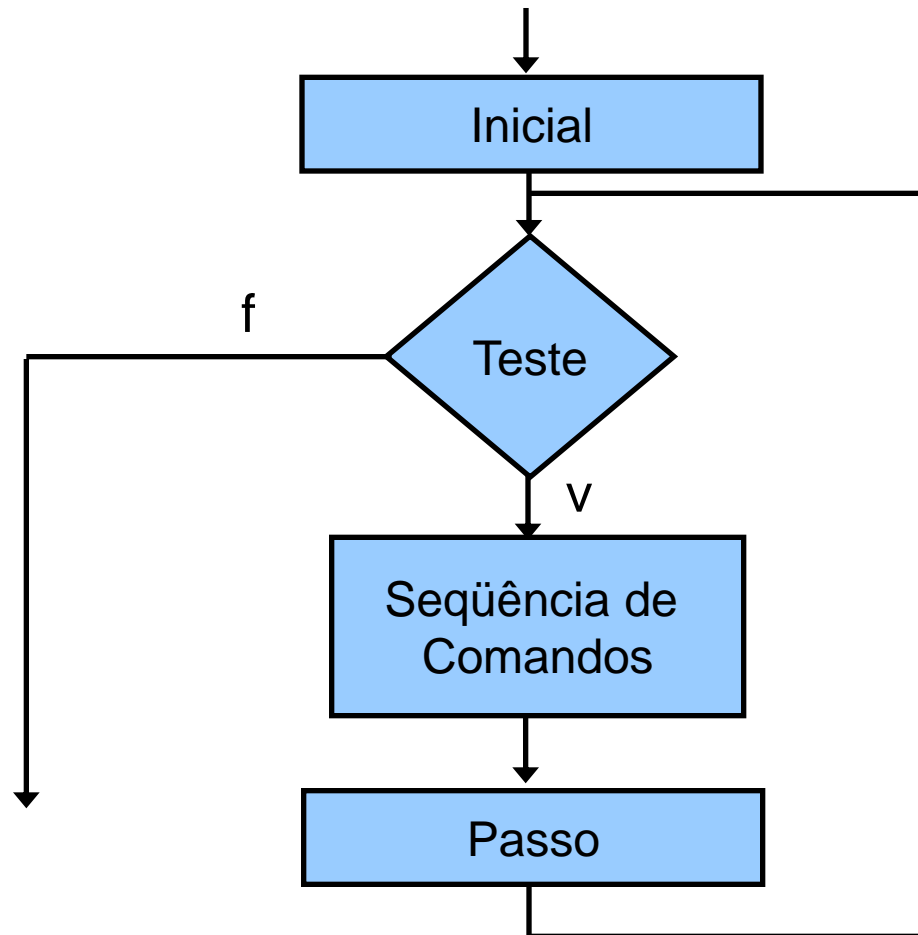 Inicial
f
Teste
v
Seqüência de
Comandos
Passo